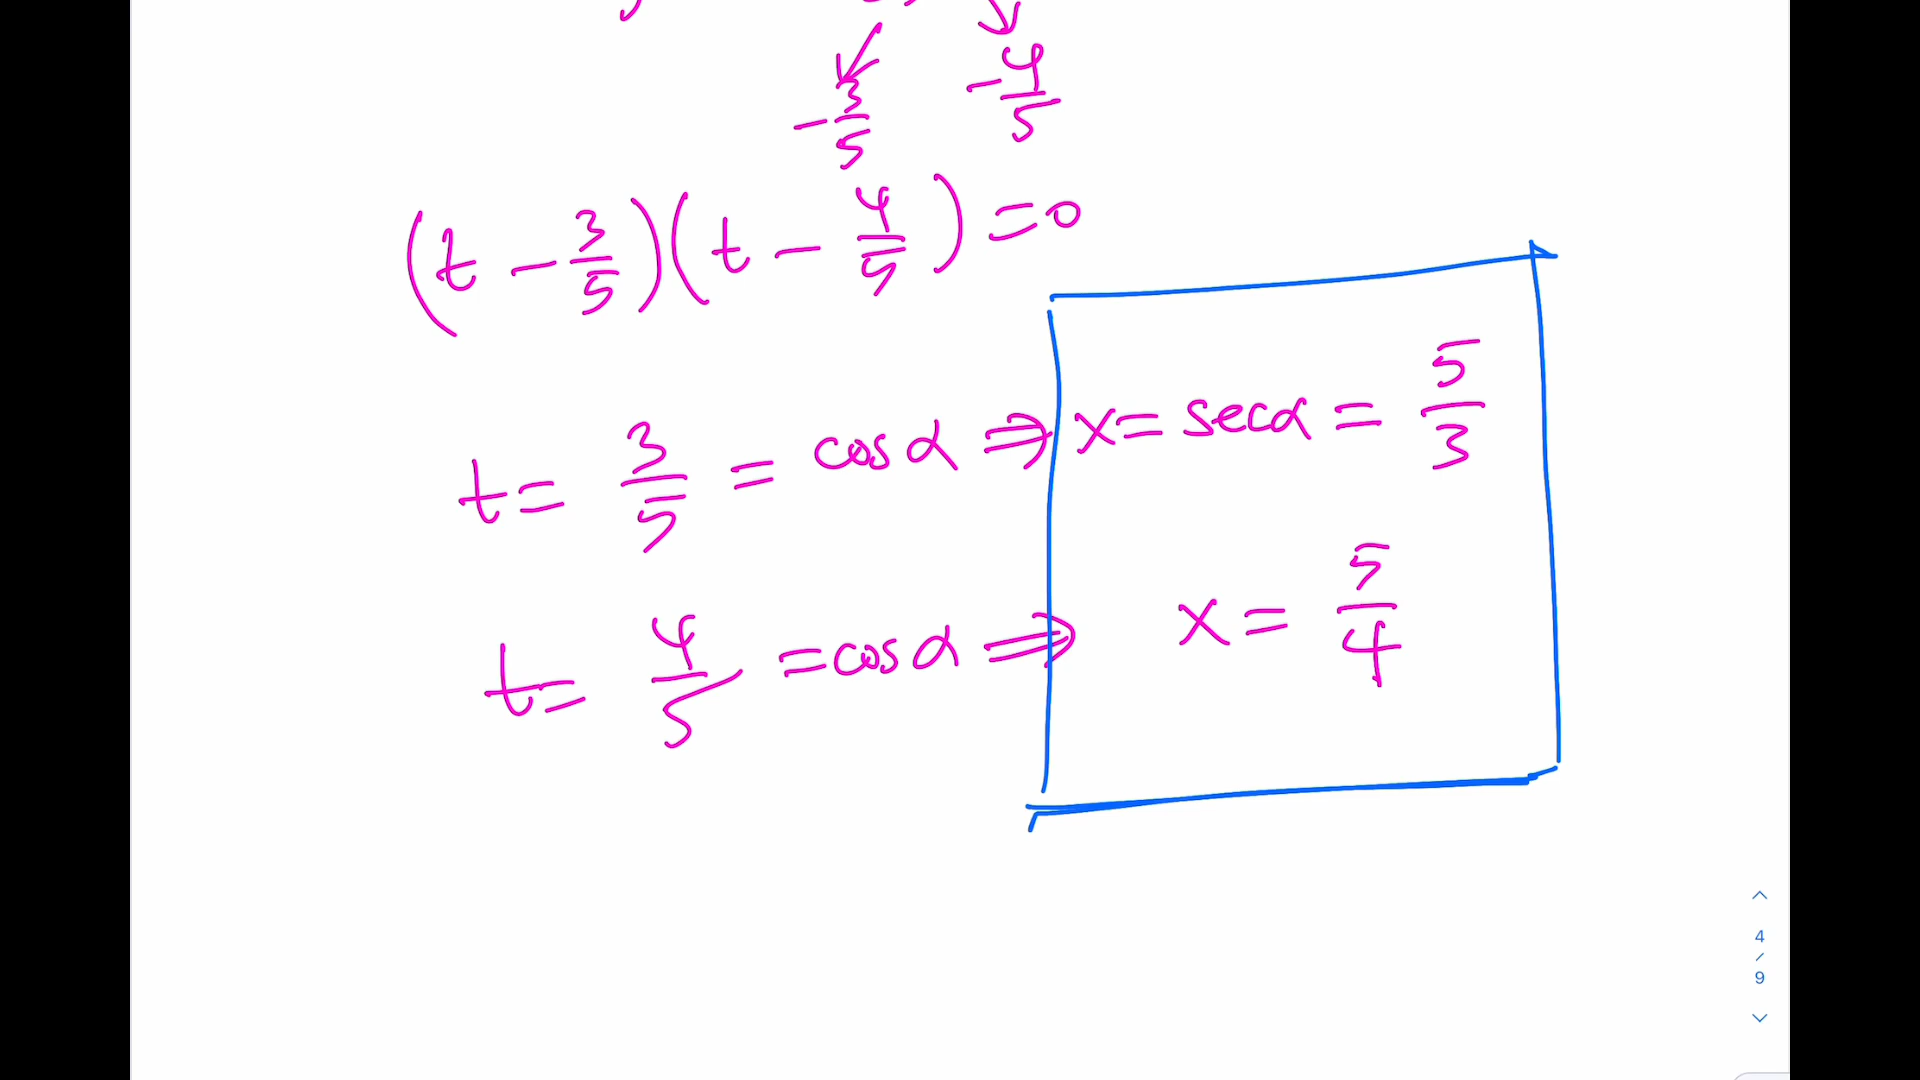 -3/5 -4/5
(t - 3/5)(t - 4/5) = 0
t = 3/5 = cos α ⇒ x = sec α = 5/3
t = 4/5 = cos α ⇒ x = 5/4
4
/
9